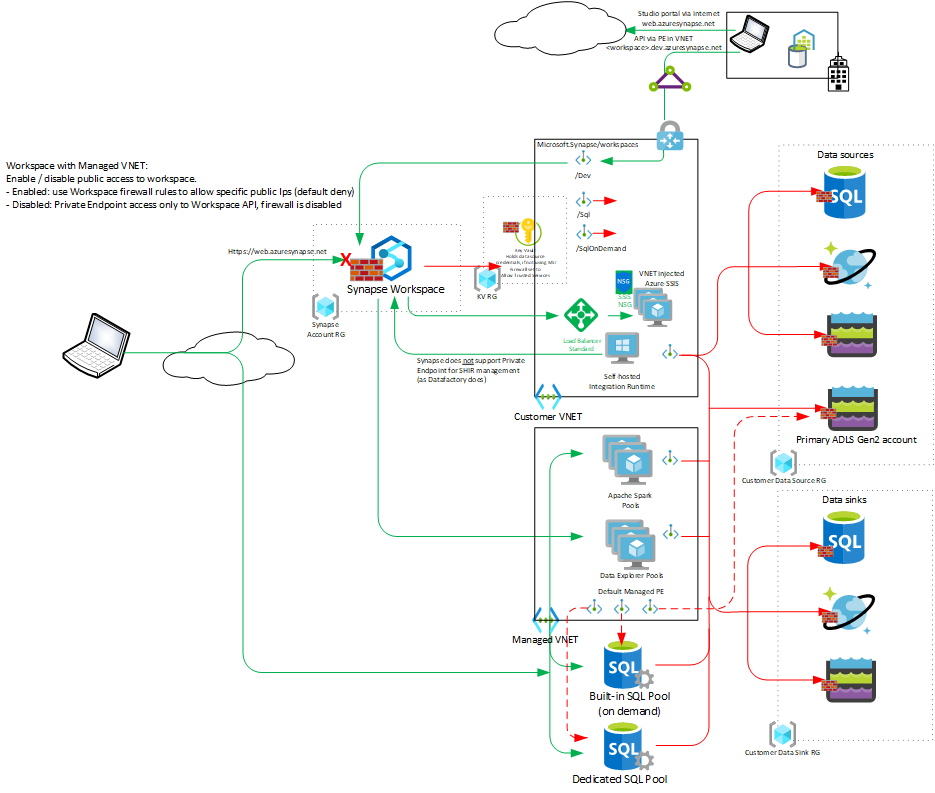 Studio portal via internet
web.azuresynapse.net
API via PE in VNET
<workspace>.dev.azuresynapse.net
Microsoft.Synapse/workspaces
/Dev
/Sql
/SqlOnDemand
Workspace with Managed VNET:
Enable / disable public access to workspace.
- Enabled: use Workspace firewall rules to allow specific public Ips (default deny)
- Disabled: Private Endpoint access only to Workspace API, firewall is disabled
Https://web.azuresynapse.net
X
Synapse Workspace
Synapse
Account RG
Key Vault
Holds data source
credentials, if not using MSI
Firewall set to
Allow Trusted Services
KV RG
VNET injected
Azure SSIS
NSG
SSIS
NSG
Load Balancer
Standard
Synapse does not support Private
Endpoint for SHIR management
(as Datafactory does)
Self-hosted
Integration Runtime
Customer VNET
Data sources
SQL
Primary ADLS Gen2 account
Customer Data Source RG
Apache Spark
Pools
Data Explorer Pools
Default Managed PE
Managed VNET
SQL
Built-in SQL Pool
(on demand)
SQL
Dedicated SQL Pool
Data sinks
SQL
Customer Data Sink RG